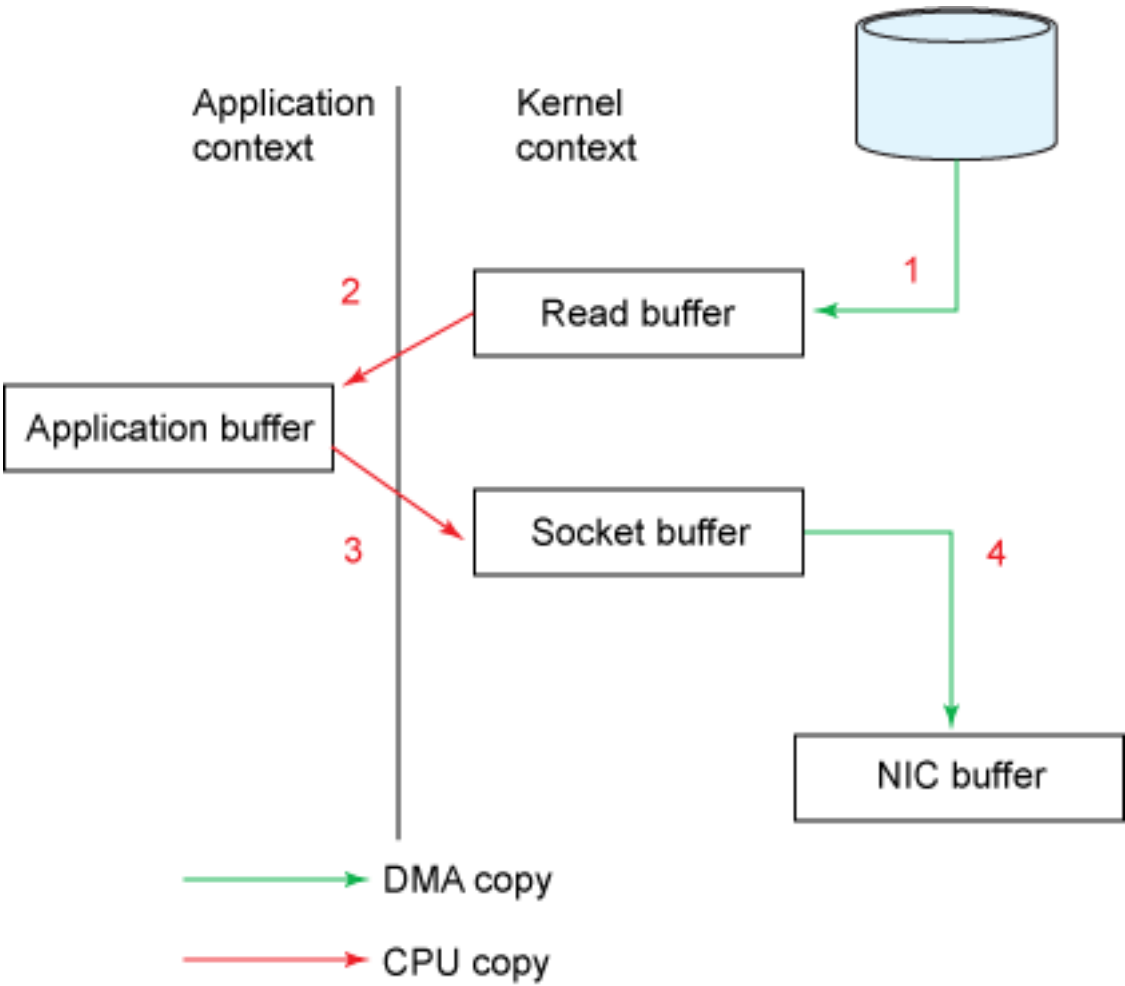 Application
context
Kernel
context
1
2
Read buffer
Application buffer
Socket buffer
3
4
NIC buffer
DMA copy
CPU copy